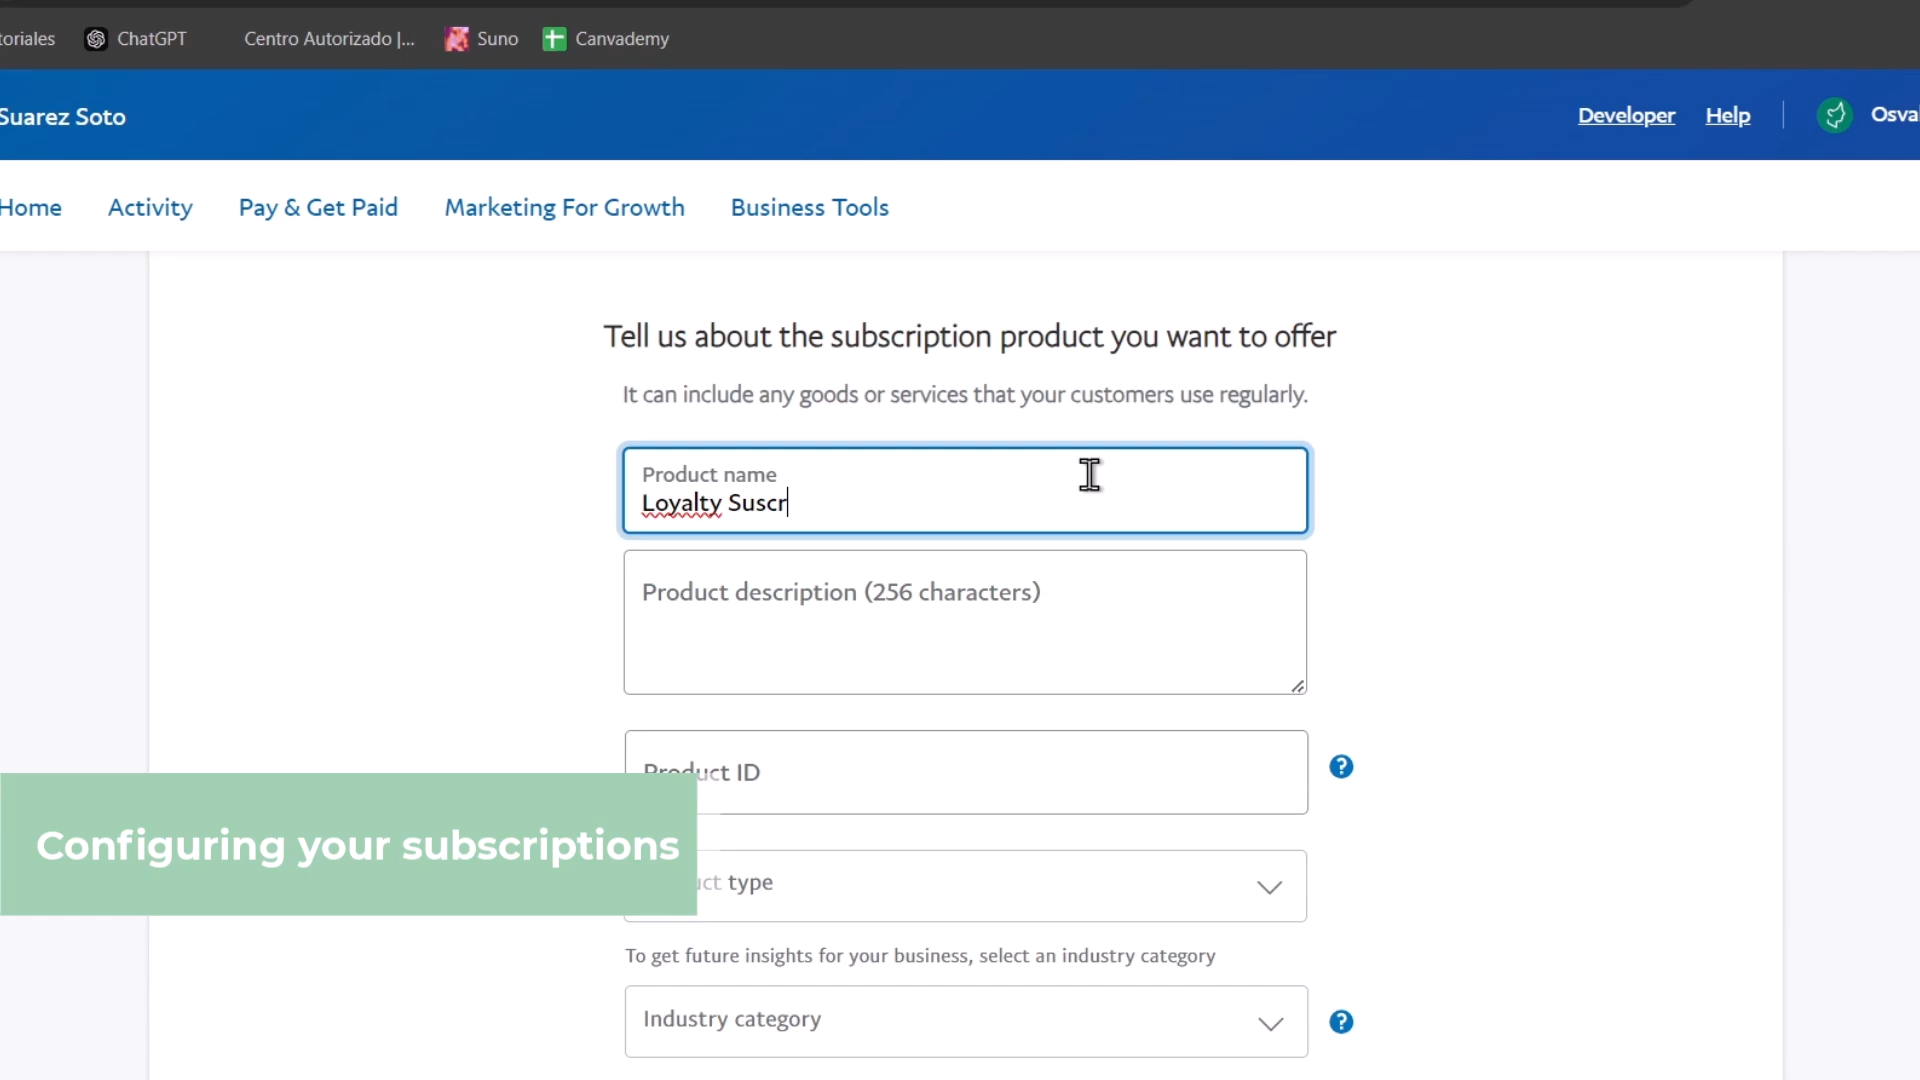 toriales ChatGPT Centro Autorizado |... Suno Canvademy
Suarez Soto Developer Help Osval
Home Activity Pay & Get Paid Marketing For Growth Business Tools
Tell us about the subscription product you want to offer
It can include any goods or services that your customers use regularly.
Product name
Loyalty Suscr
Product description (256 characters)
Product ID
Configuring your subscriptions
uct type
To get future insights for your business, select an industry category
Industry category